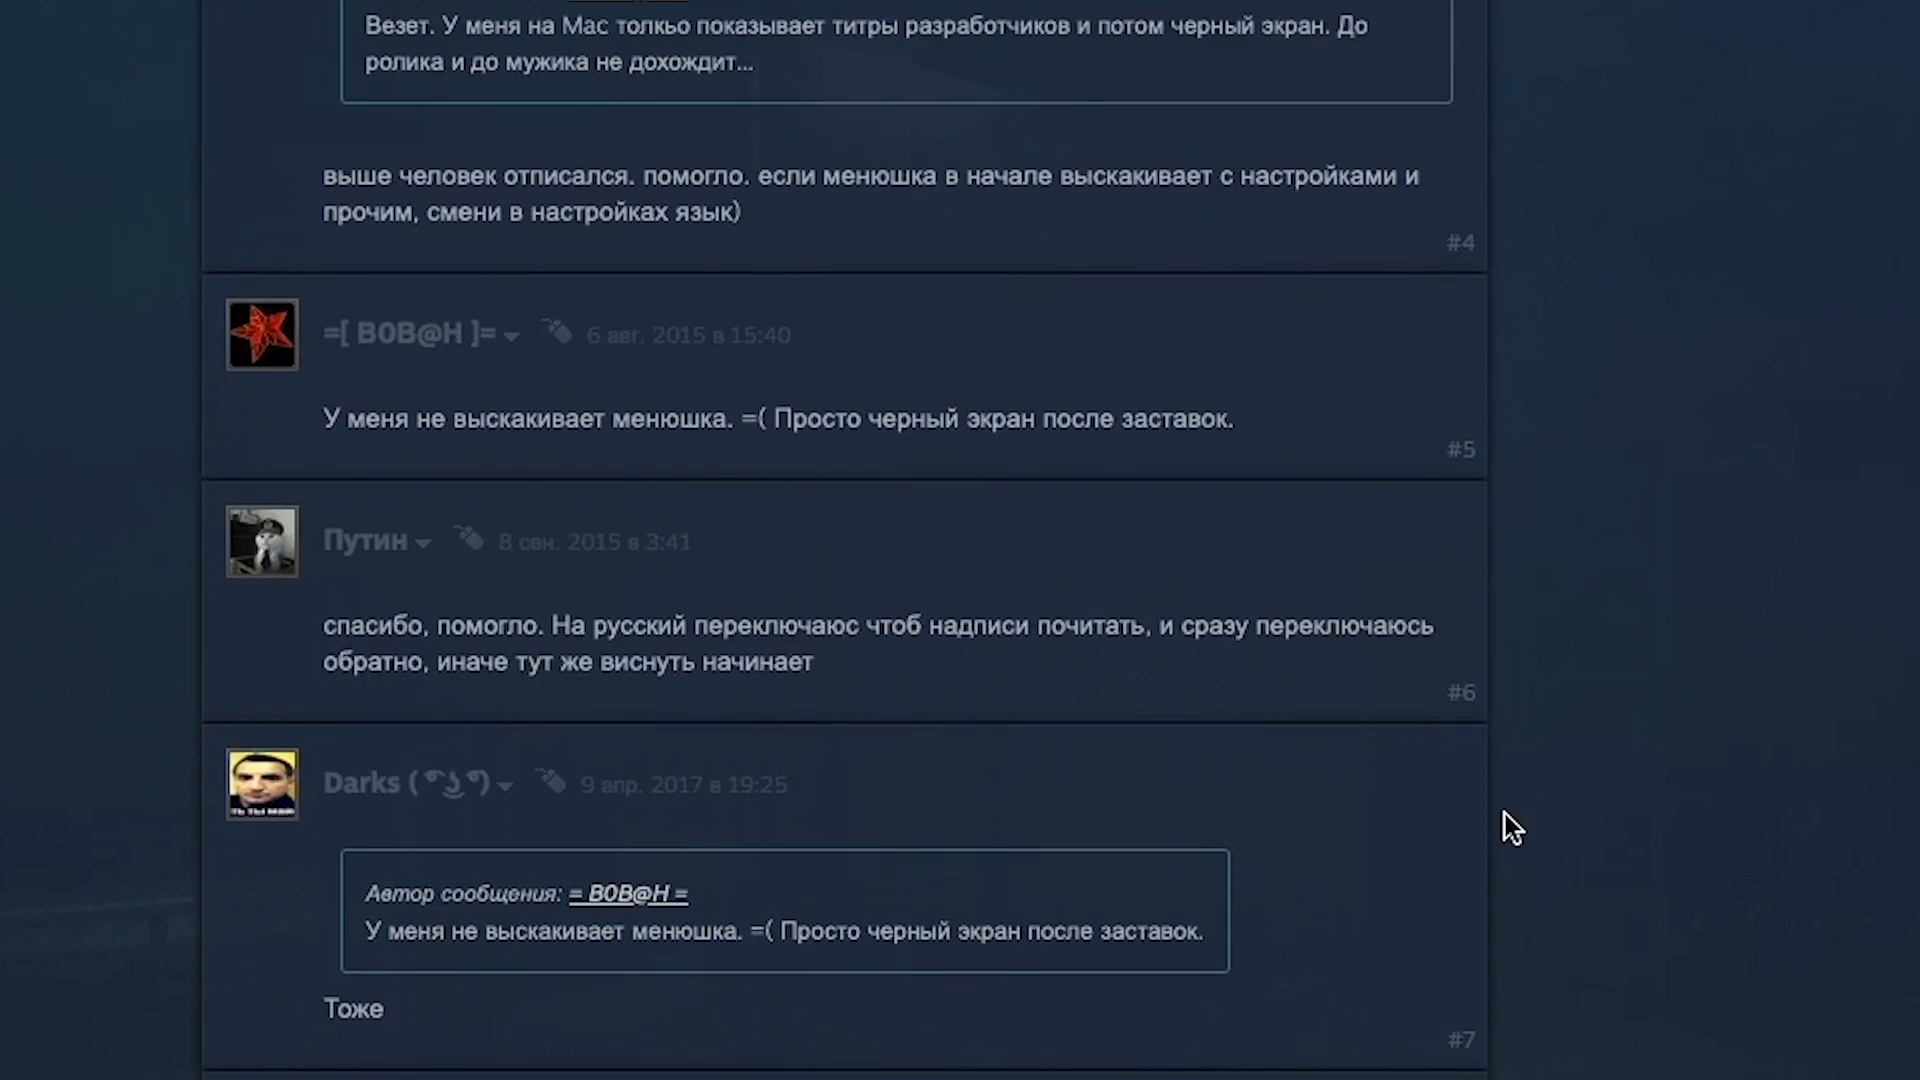 Везет. У меня на Mac толкьо показывает титры разработчиков и потом черный экран. До
ролика и до мужика не дохождит...
выше человек отписался. помогло. если менюшка в начале выскакивает с настройками и
прочим, смени в настройках язык)
#4
=[ B0B@H ]=
6 авг. 2015 в 15:40
У меня не выскакивает менюшка. =( Просто черный экран после заставок.
#5
Путин
8 сен. 2015 в 3:41
спасибо, помогло. На русский переключаюс чтоб надписи почитать, и сразу переключаюсь
обратно, иначе тут же виснуть начинает
#6
Darks ( ͡° ͜ʖ ͡°)
9 апр. 2017 в 19:25
Автор сообщения: = B0B@H =
У меня не выскакивает менюшка. =( Просто черный экран после заставок.
Тоже
#7